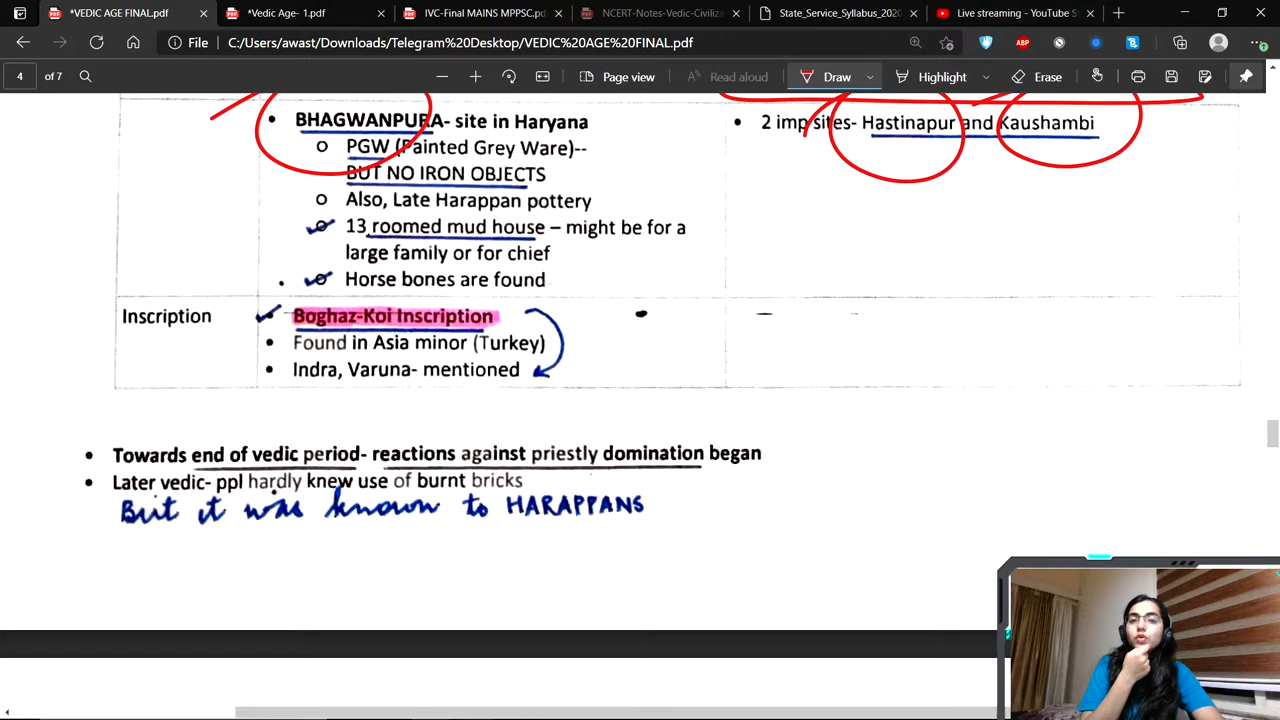 *VEDIC AGE FINAL.pdf
*Vedic Age- 1.pdf
IVC-Final MAINS MPPSC.pd
NCERT-Notes-Vedic-Civiliza
State_Service_Syllabus_202
Live streaming - YouTube St
File C:/Users/awast/Downloads/Telegram%20Desktop/VEDIC%20AGE%20FINAL.pdf
4 of 7
Page view
Read aloud
Draw
Highlight
Erase
BHAGWANPURA- site in Haryana
PGW (Painted Grey Ware)--
BUT NO IRON OBJECTS
Also, Late Harappan pottery
13 roomed mud house – might be for a
large family or for chief
Horse bones are found
2 imp sites- Hastinapur and Kaushambi
Inscription
Boghaz-Koi Inscription
Found in Asia minor (Turkey)
Indra, Varuna- mentioned
Towards end of vedic period- reactions against priestly domination began
Later vedic- ppl hardly knew use of burnt bricks
But it was known to HARAPPANS